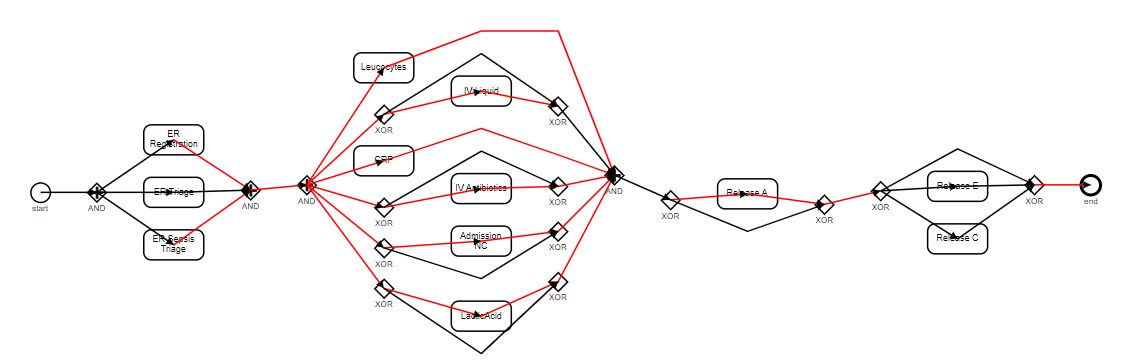 start
AND
ER
Registration
ER Triage
ER Sepsis
Triage
AND
AND
Leucocytes
XOR
IV Liquid
XOR
CRP
XOR
IV Antibiotics
XOR
XOR
Admission
NC
XOR
XOR
LacticAcid
XOR
AND
XOR
Release A
XOR
XOR
Release E
Release C
XOR
end